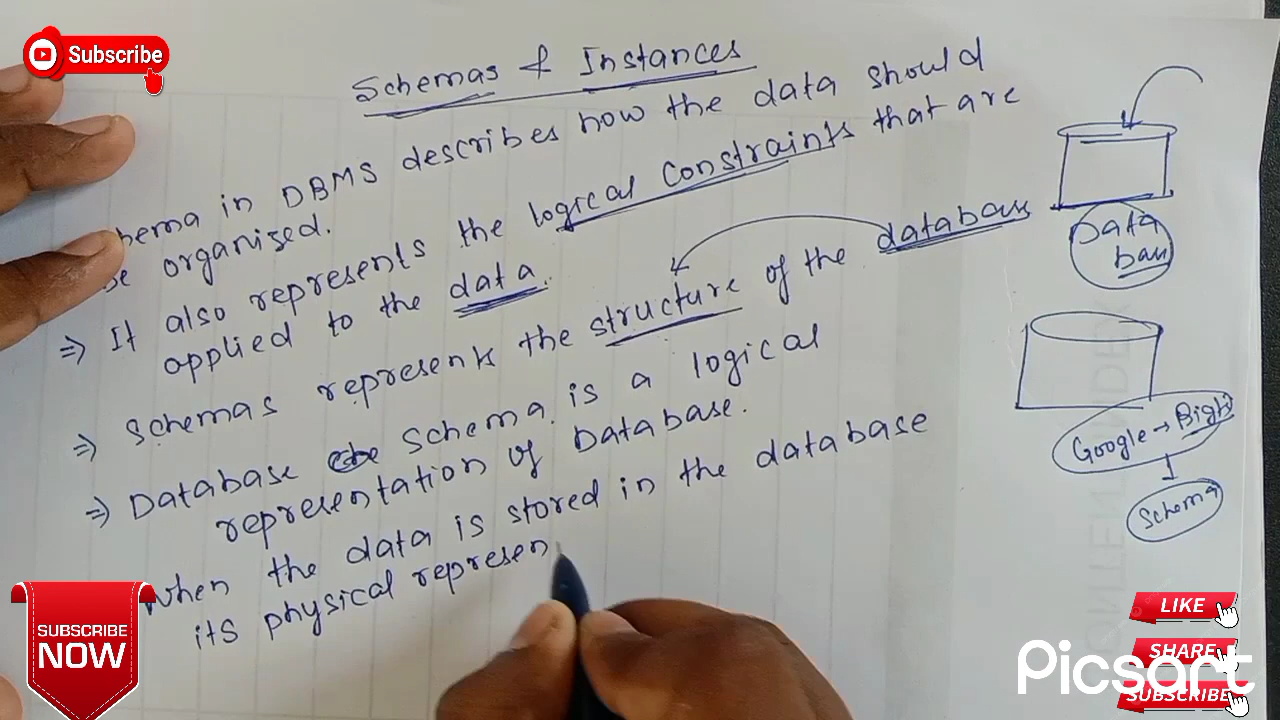 Subscribe
Schemas & Instances
hema in DBMS describes how the data should
be organised.
⇒ It also represents the logical constraints that are
applied to the data.
⇒ Schemas represents the structure of the database
⇒ Database Schema is a logical
representation of Database.
When the data is stored in the database
its physical represen
Data
base
Google → Bight
Schema
SUBSCRIBE
NOW
LIKE
SHARE
SUBSCRIBE
Picsart